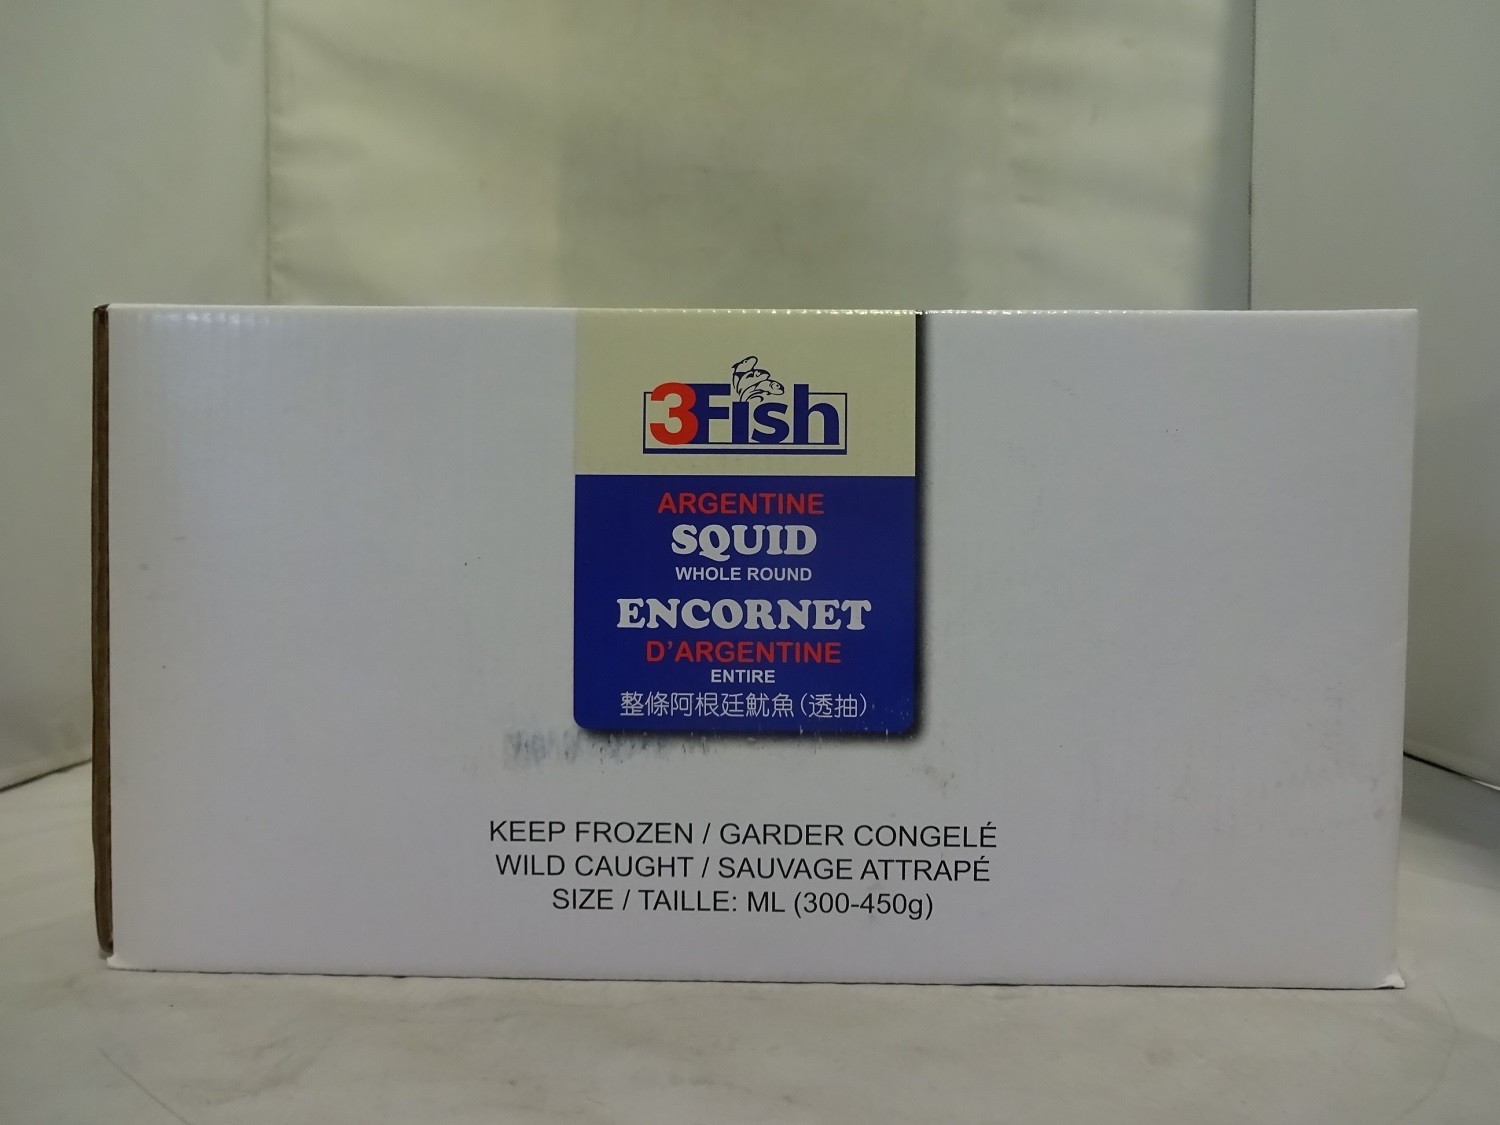 3Fish
ARGENTINE
SQUID
WHOLE ROUND
ENCORNET
D'ARGENTINE
ENTIRE
整條阿根廷魷魚(透抽)
KEEP FROZEN / GARDER CONGELÉ
WILD CAUGHT / SAUVAGE ATTRAPÉ
SIZE / TAILLE: ML (300-450g)